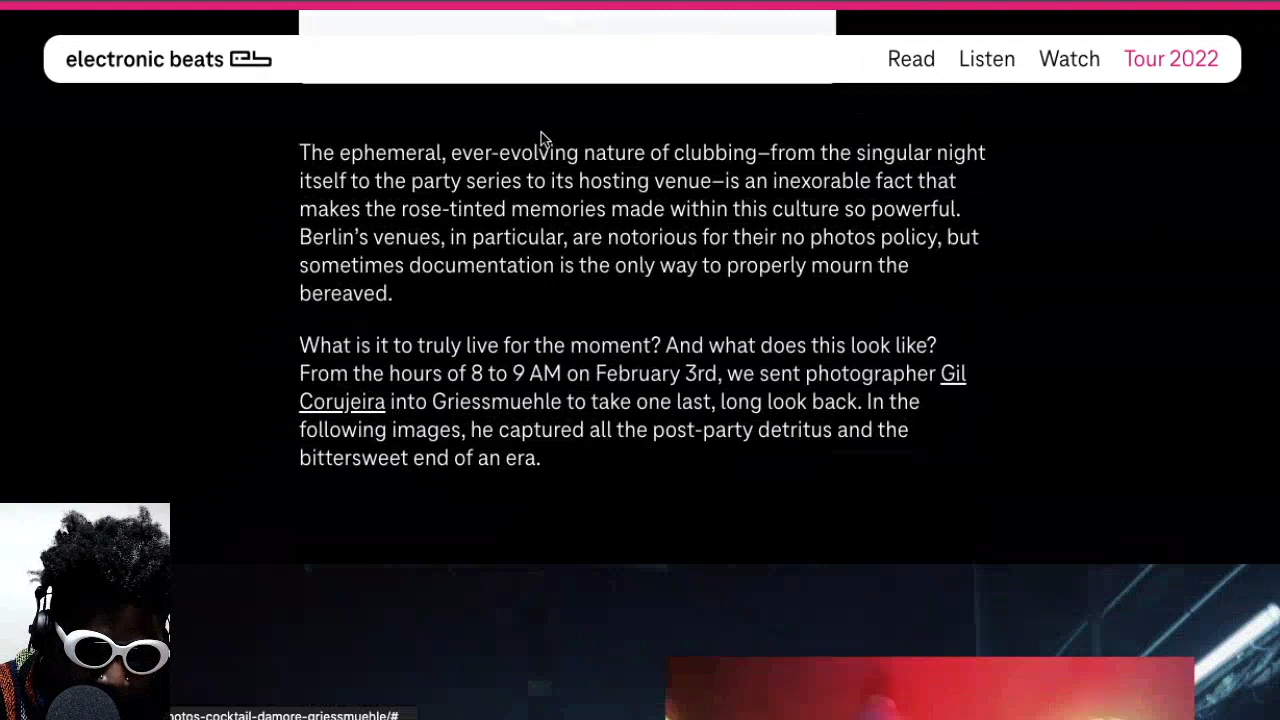 electronic beats
Read Listen Watch Tour 2022
The ephemeral, ever-evolving nature of clubbing–from the singular night
itself to the party series to its hosting venue–is an inexorable fact that
makes the rose-tinted memories made within this culture so powerful.
Berlin’s venues, in particular, are notorious for their no photos policy, but
sometimes documentation is the only way to properly mourn the
bereaved.
What is it to truly live for the moment? And what does this look like?
From the hours of 8 to 9 AM on February 3rd, we sent photographer Gil
Corujeira into Griessmuehle to take one last, long look back. In the
following images, he captured all the post-party detritus and the
bittersweet end of an era.
hotos-cocktail-damore-griessmuehle/#